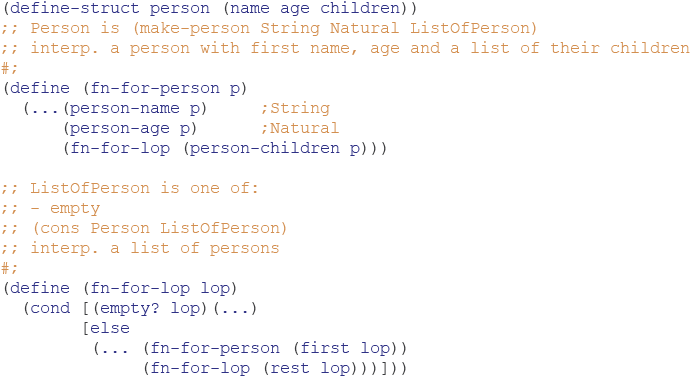 (define-struct person (name age children))
;; Person is (make-person String Natural ListOfPerson)
;; interp. a person with first name, age and a list of their children
#;
(define (fn-for-person p)
  (...(person-name p)     ;String
      (person-age p)      ;Natural
      (fn-for-lop (person-children p)))

;; ListOfPerson is one of:
;; - empty
;; (cons Person ListOfPerson)
;; interp. a list of persons
#;
(define (fn-for-lop lop)
  (cond [(empty? lop)(...)
        [else
         (... (fn-for-person (first lop))
              (fn-for-lop (rest lop)))]))